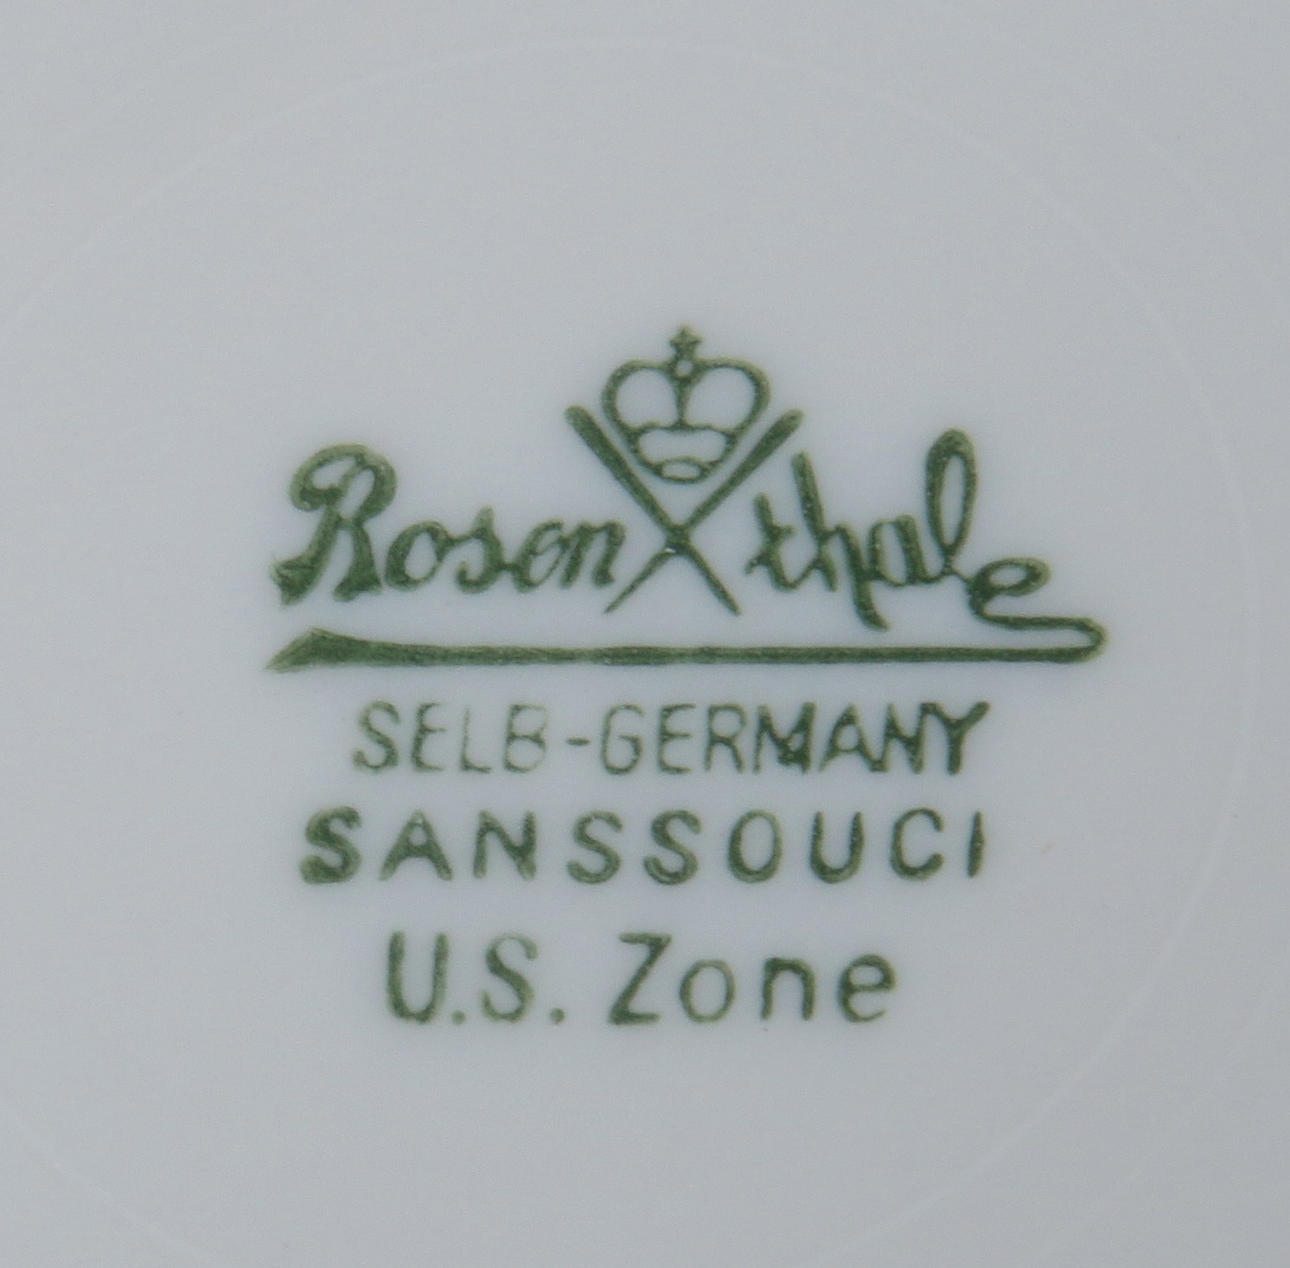 Rosenthal
SELB-GERMANY
SANSSOUCI
U.S. Zone